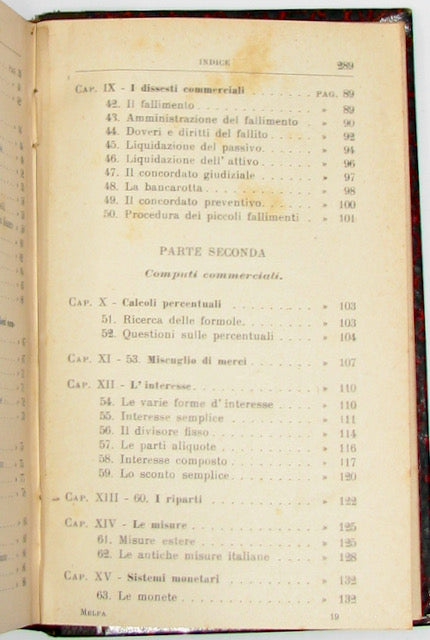 INDICE 289
CAP. IX - I dissesti commerciali . . . . . PAG. 89
42. Il fallimento . . . . . . . . . . » 89
43. Amministrazione del fallimento » 90
44. Doveri e diritti del fallito . . . . . » 92
45. Liquidazione del passivo . . . . . . » 94
46. Liquidazione dell' attivo . . . . . . » 96
47. Il concordato giudiziale . . . . . . » 97
48. La bancarotta . . . . . . . . . . » 98
49. Il concordato preventivo . . . . . . » 100
50. Procedura dei piccoli fallimenti . » 101
PARTE SECONDA
Computi commerciali.
CAP. X - Calcoli percentuali . . . . . . » 103
51. Ricerca delle formole . . . . . . . » 103
52. Questioni sulle percentuali . . . . » 104
CAP. XI - 53. Miscuglio di merci . . . . » 107
CAP. XII - L' interesse . . . . . . . . . » 110
54. Le varie forme d' interesse . . . . » 110
55. Interesse semplice . . . . . . . . » 111
56. Il divisore fisso . . . . . . . . . » 114
57. Le parti aliquote . . . . . . . . . » 116
58. Interesse composto . . . . . . . . » 117
59. Lo sconto semplice . . . . . . . . » 120
CAP. XIII - 60. I riparti . . . . . . . . » 122
CAP. XIV - Le misure . . . . . . . . . . » 125
61. Misure estere . . . . . . . . . . » 125
62. Le antiche misure italiane . . . . » 128
CAP. XV - Sistemi monetari . . . . . . . » 132
63. Le monete . . . . . . . . . . . . » 132
MELFA 19